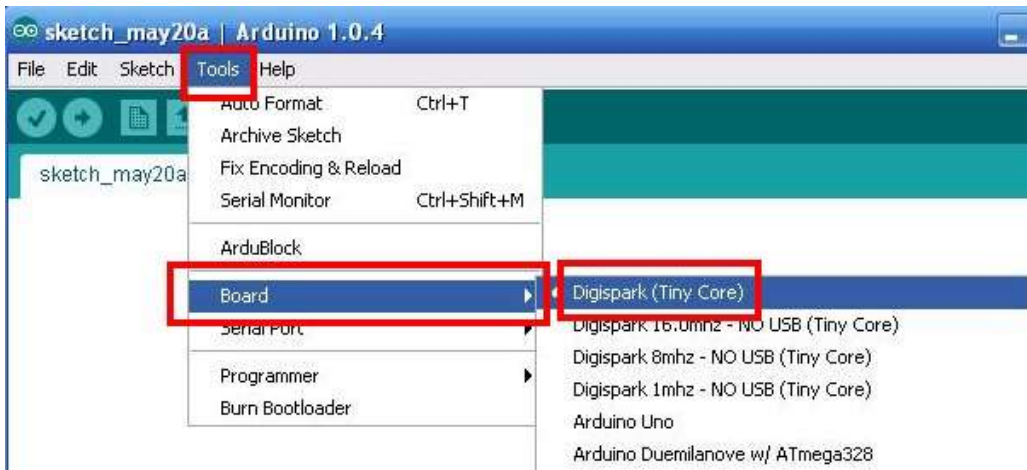 sketch_may20a | Arduino 1.0.4
File Edit Sketch Tools Help
Auto Format Ctrl+T
Archive Sketch
sketch_may20a
Fix Encoding & Reload
Serial Monitor Ctrl+Shift+M
ArduBlock
Board
Serial Port
Programmer
Burn Bootloader
Digispark (Tiny Core)
Digispark 16.0mhz - NO USB (Tiny Core)
Digispark 8mhz - NO USB (Tiny Core)
Digispark 1mhz - NO USB (Tiny Core)
Arduino Uno
Arduino Duemilanove w/ ATmega328